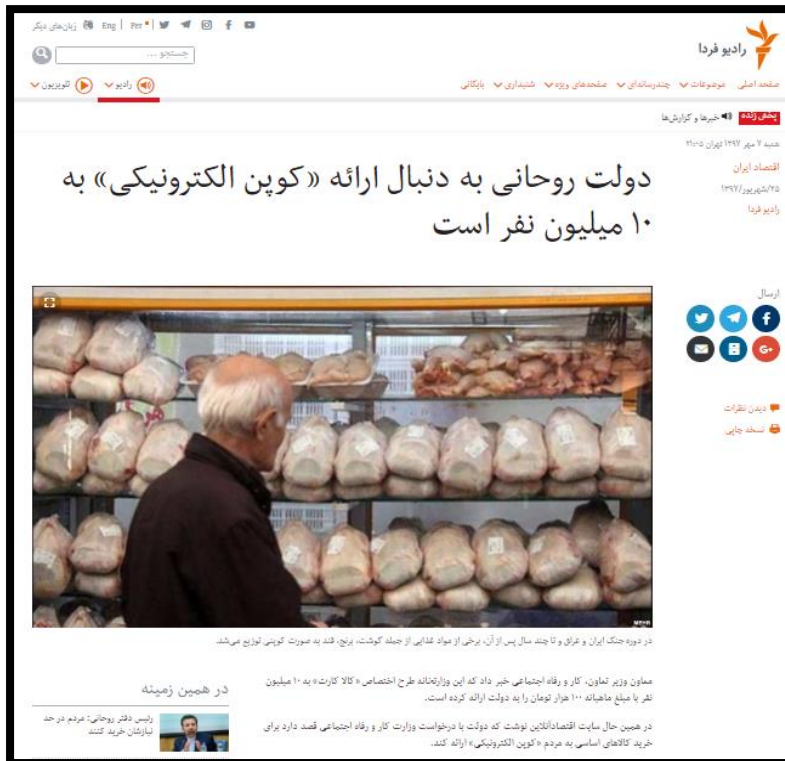 زبان‌های دیگر Eng | Per
جستجو ...
رادیو فردا
صفحه اصلی موضوعات چندرسانه‌ای صفحه‌های ویژه شنیداری بایگانی
رادیو تلویزیون
پخش زنده خبرها و گزارش‌ها
شنبه ۷ مهر ۱۳۹۷ تهران ۲۱:۰۵
اقتصاد ایران
۲۵/شهریور/۱۳۹۷
رادیو فردا
دولت روحانی به دنبال ارائه «کوپن الکترونیکی» به
۱۰ میلیون نفر است
ارسال
G+
دیدن نظرات
نسخه چاپی
MEHR
در دوره جنگ ایران و عراق و تا چند سال پس از آن، برخی از مواد غذایی از جمله گوشت، برنج، قند به صورت کوپنی توزیع می‌شد.
معاون وزیر تعاون، کار و رفاه اجتماعی خبر داد که این وزارتخانه طرح اختصاص «کالا کارت» به ۱۰ میلیون
نفر با مبلغ ماهیانه ۱۰۰ هزار تومان را به دولت ارائه کرده است.
در همین حال سایت اقتصادآنلاین نوشت که دولت با درخواست وزارت کار و رفاه اجتماعی قصد دارد برای
خرید کالاهای اساسی به مردم «کوپن الکترونیکی» ارائه کند.
در همین زمینه
رئیس دفتر روحانی: مردم در حد
نیازشان خرید کنند